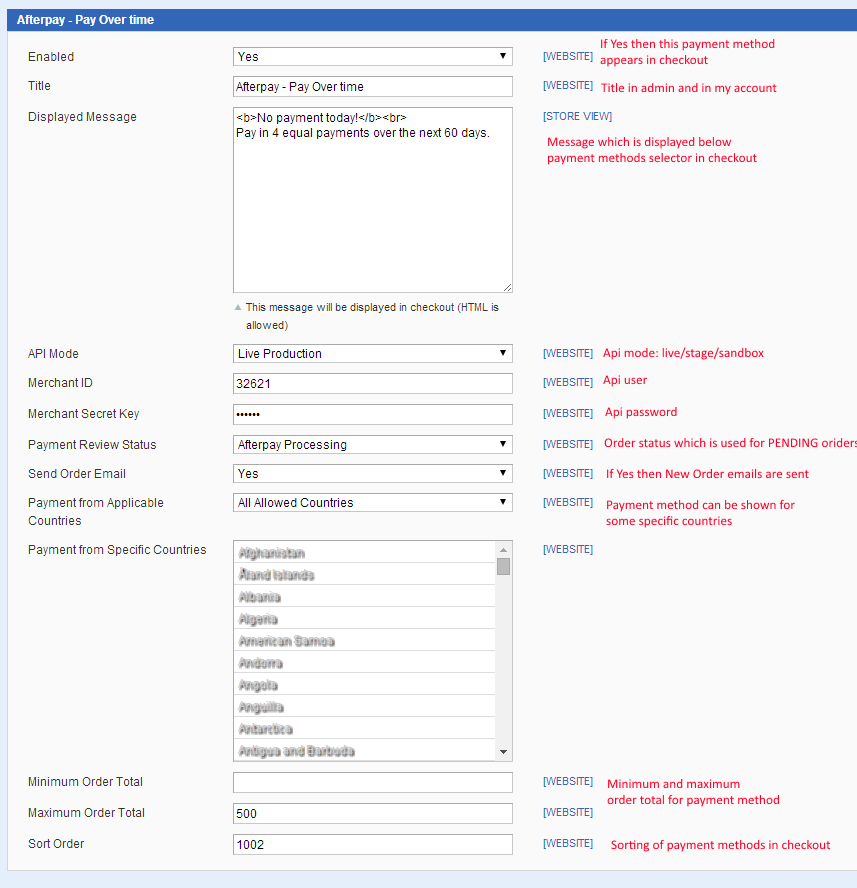 Afterpay - Pay Over time
Enabled
Yes
[WEBSITE]
If Yes then this payment method
appears in checkout
Title
Afterpay - Pay Over time
[WEBSITE]
Title in admin and in my account
Displayed Message
<b>No payment today!</b><br>
Pay in 4 equal payments over the next 60 days.
[STORE VIEW]
Message which is displayed below
payment methods selector in checkout
This message will be displayed in checkout (HTML is
allowed)
API Mode
Live Production
[WEBSITE]
Api mode: live/stage/sandbox
Merchant ID
32621
[WEBSITE]
Api user
Merchant Secret Key
••••••
[WEBSITE]
Api password
Payment Review Status
Afterpay Processing
[WEBSITE]
Order status which is used for PENDING oriders
Send Order Email
Yes
[WEBSITE]
If Yes then New Order emails are sent
Payment from Applicable
Countries
All Allowed Countries
[WEBSITE]
Payment method can be shown for
some specific countries
Payment from Specific Countries
[WEBSITE]
Afghanistan
Åland Islands
Albania
Algeria
American Samoa
Andorra
Angola
Anguilla
Antarctica
Antigua and Barbuda
Minimum Order Total
[WEBSITE]
Minimum and maximum
order total for payment method
Maximum Order Total
500
[WEBSITE]
Sort Order
1002
[WEBSITE]
Sorting of payment methods in checkout